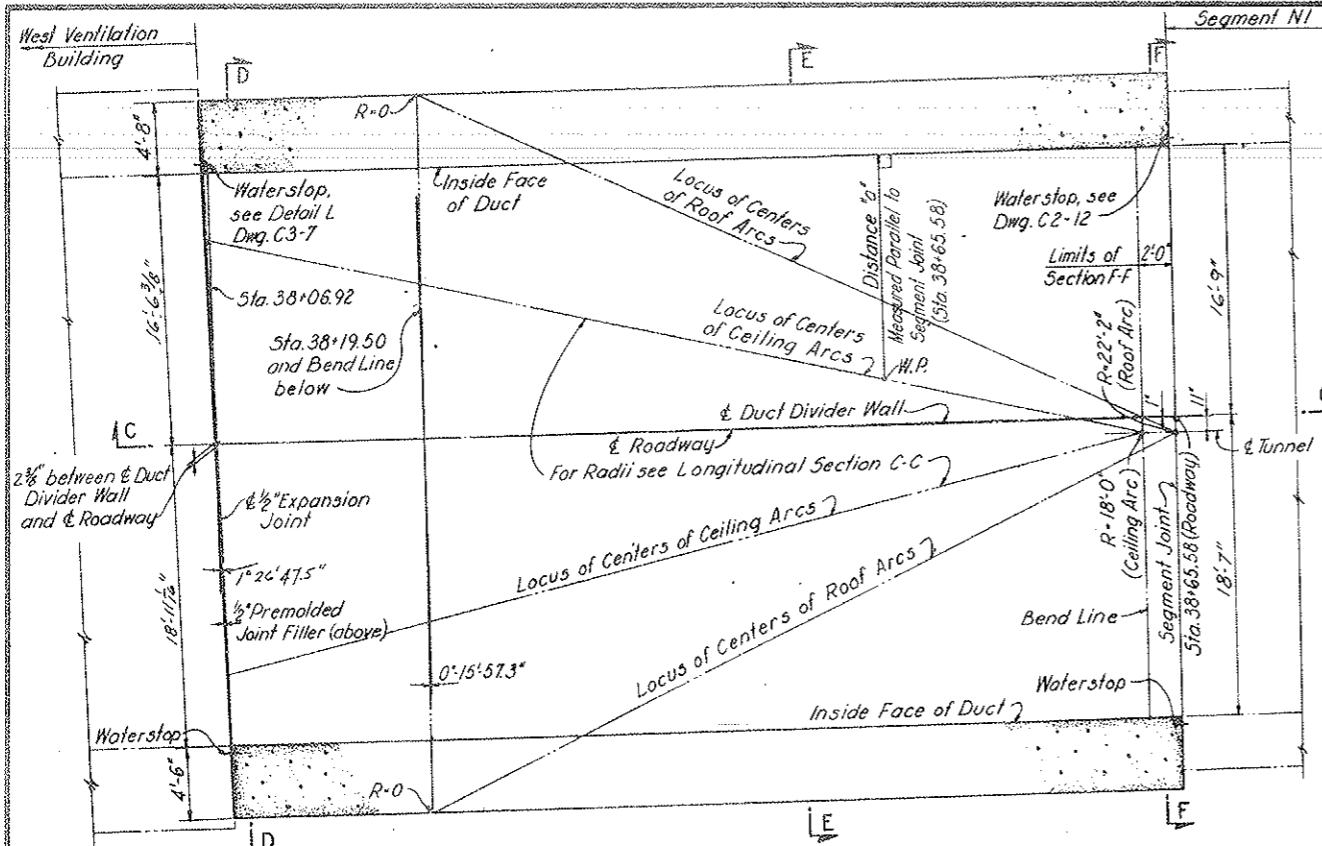 West Ventilation
Building
Segment N1
D
E
F
R=0
4'-8"
Waterstop,
see Detail L
Dwg. C3-7
Inside Face
of Duct
Locus of Centers
of Roof Arcs
Distance "o"
Measured Parallel to
Segment Joint
(Sta. 38+65.58)
Waterstop, see
Dwg. C2-12
Limits of
Section F-F
2'-0"
16'-9"
16'-6 3/8"
Sta. 38+06.92
Sta. 38+19.50
and Bend Line
below
Locus of Centers
of Ceiling Arcs
W.P.
R=22'-2"
(Roof Arc)
1"
11"
C
℄ Duct Divider Wall
℄ Roadway
℄ Tunnel
For Radii see Longitudinal Section C-C
2 3/8" between ℄ Duct
Divider Wall
and ℄ Roadway
℄ 1/2" Expansion
Joint
Locus of Centers of Ceiling Arcs
R=18'-0"
(Ceiling Arc)
Segment Joint
Sta. 38+65.58 (Roadway)
18'-7"
1° 26' 47.5"
1/2" Premolded
Joint Filler (above)
18'-11 1/16"
Locus of Centers of Roof Arcs
Bend Line
0°-15'-57.3"
Waterstop
Inside Face of Duct
Waterstop
4'-6"
R=0
D
E
F